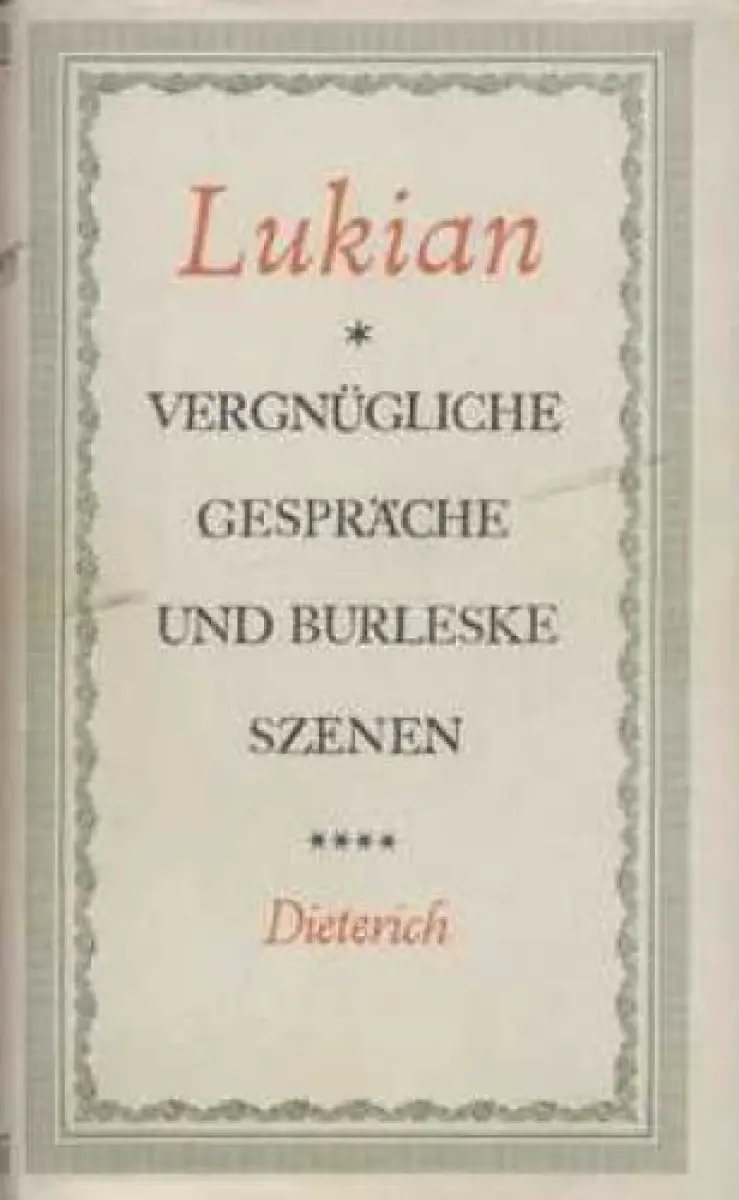 Lukian
*
VERGNÜGLICHE
GESPRÄCHE
UND BURLESKE
SZENEN
****
Dieterich